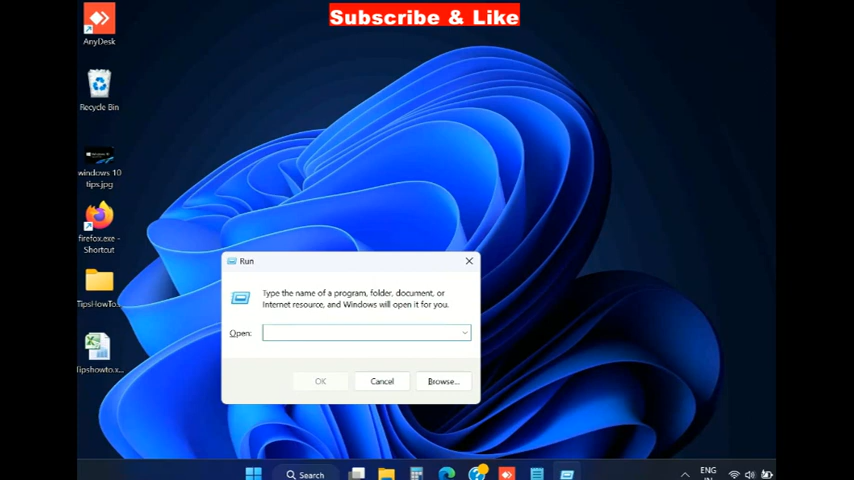 Subscribe & Like
AnyDesk
Recycle Bin
windows 10
tips.jpg
firefox.exe -
Shortcut
TipsHowTo...
Tipshowto.x...
Run
Type the name of a program, folder, document, or
Internet resource, and Windows will open it for you.
Open:
OK
Cancel
Browse...
Search
ENG
IN